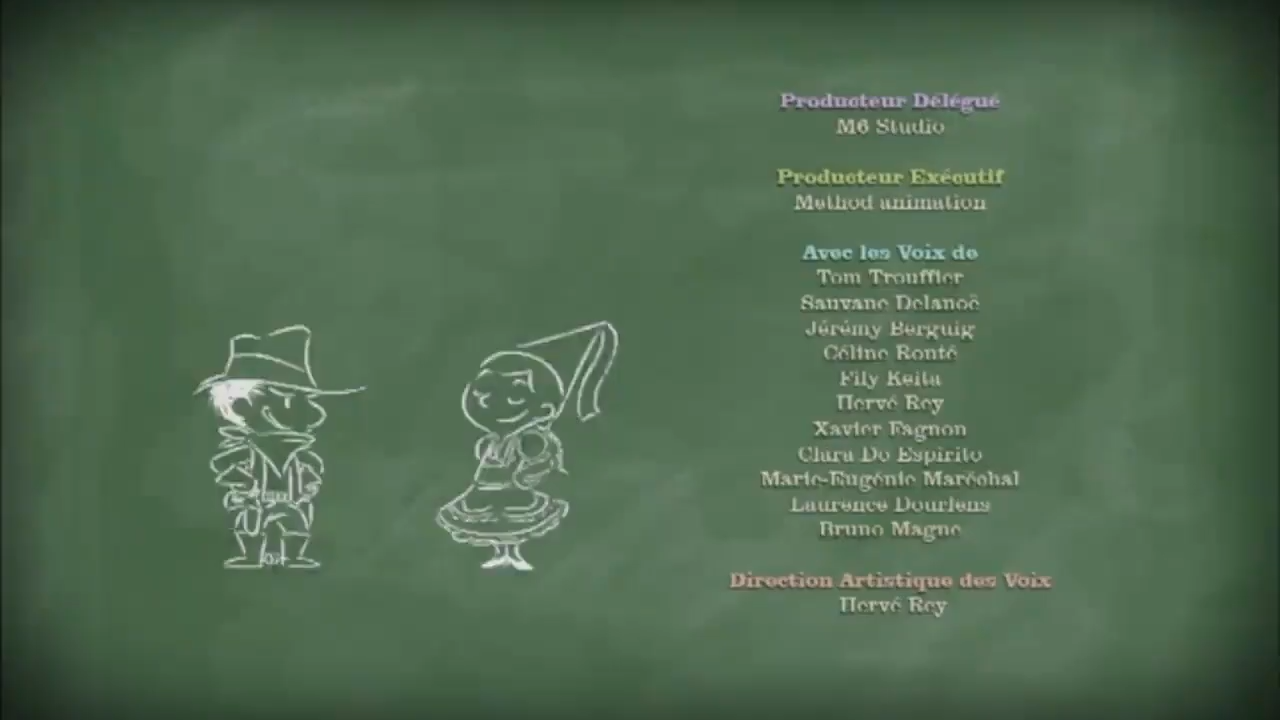 Producteur Délégué
M6 Studio
Producteur Exécutif
Method animation
Avec les Voix de
Tom Trouffier
Sauvane Delanoë
Jérémy Berguig
Céline Ronté
Fily Keita
Hervé Rey
Xavier Fagnon
Clara Do Espirito
Marie-Eugénie Maréchal
Laurence Dourlens
Bruno Magne
Direction Artistique des Voix
Hervé Rey